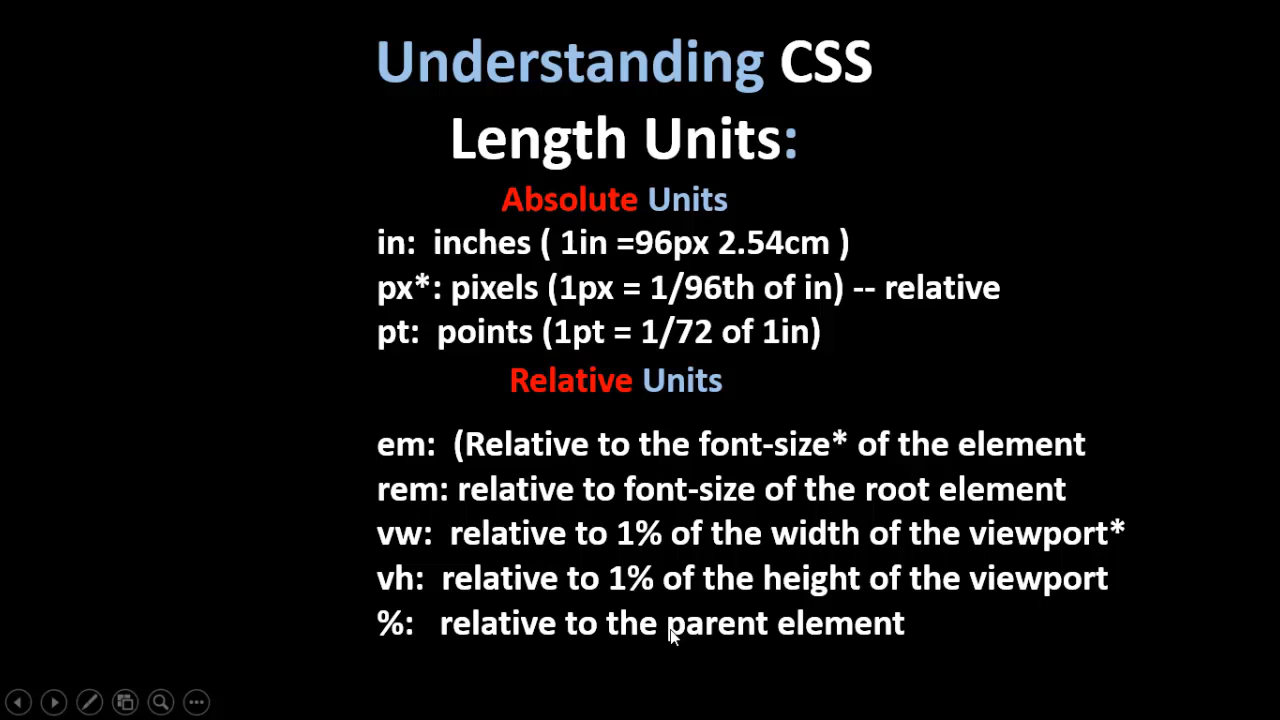 Understanding CSS
Length Units:
Absolute Units
in: inches ( 1in =96px 2.54cm )
px*: pixels (1px = 1/96th of in) -- relative
pt: points (1pt = 1/72 of 1in)
Relative Units
em: (Relative to the font-size* of the element
rem: relative to font-size of the root element
vw: relative to 1% of the width of the viewport*
vh: relative to 1% of the height of the viewport
%: relative to the parent element